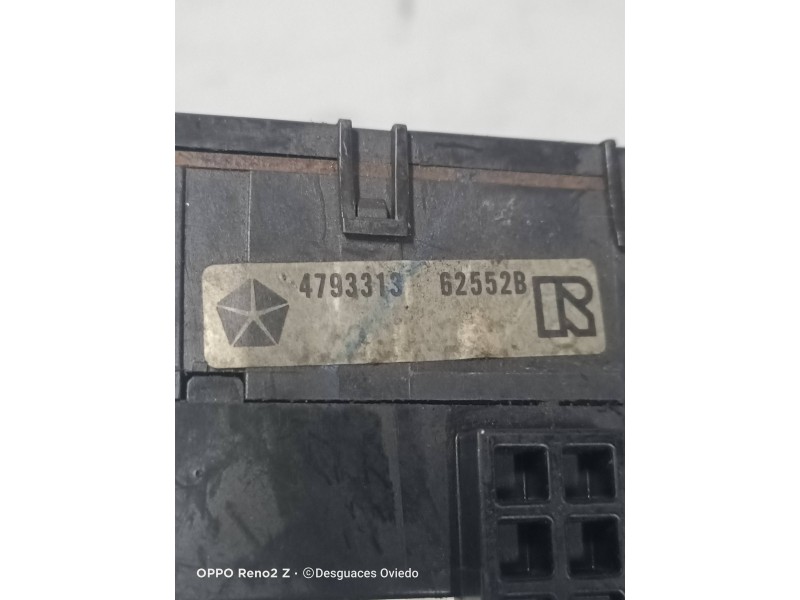 4793313 62552B R
OPPO Reno2 Z • ©Desguaces Oviedo